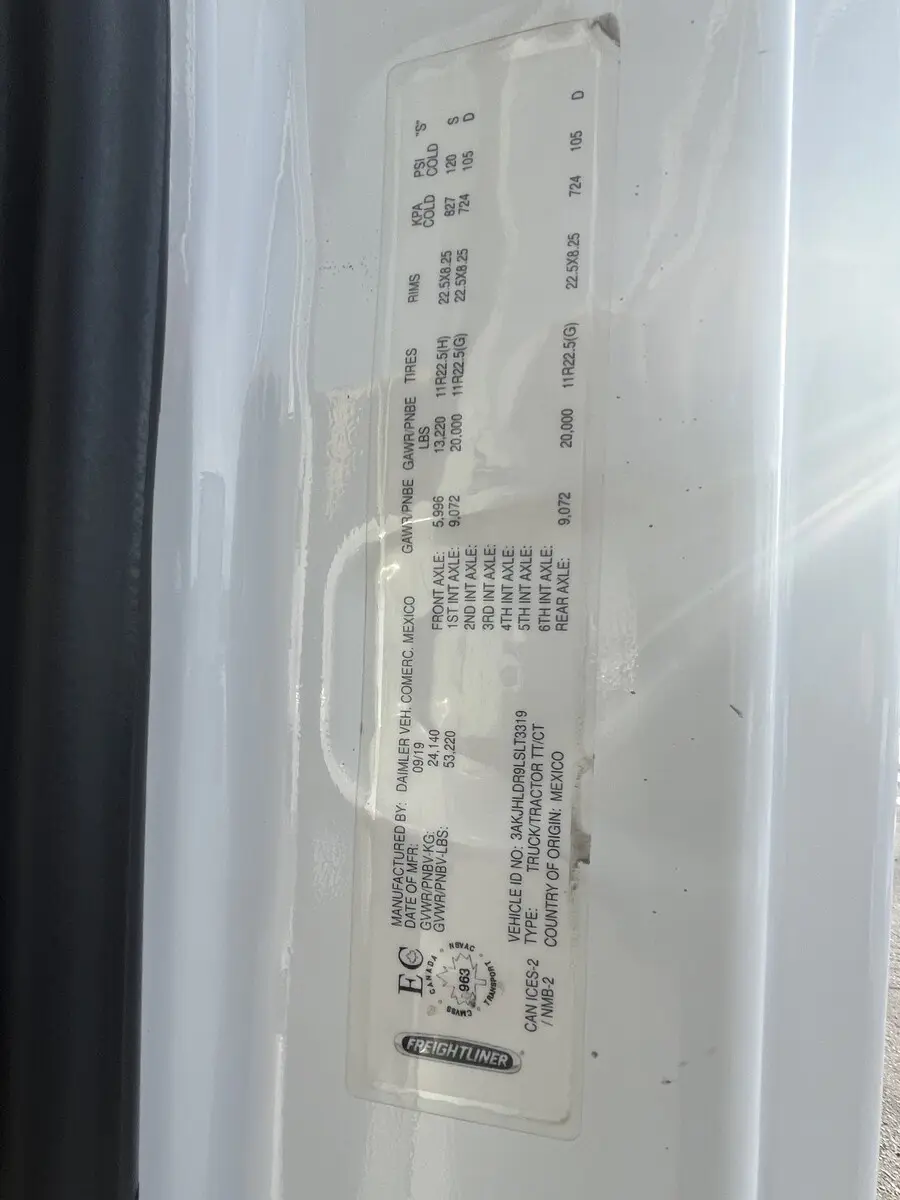 FREIGHTLINER
EC
CANADA NSVAC TRANSPORT CMVSS
963
CAN ICES-2
/ NMB-2
MANUFACTURED BY: DAIMLER VEH. COMERC. MEXICO
DATE OF MFR: 09/19
GVWR/PNBV-KG: 24,140
GVWR/PNBV-LBS: 53,220
VEHICLE ID NO: 3AKJHLDR9LSLT3319
TYPE: TRUCK/TRACTOR TT/CT
COUNTRY OF ORIGIN: MEXICO
GAWR/PNBE GAWR/PNBE TIRES RIMS KPA PSI "S"
LBS COLD COLD
FRONT AXLE: 5,996 13,220 11R22.5(H) 22.5X8.25 827 120 S
1ST INT AXLE: 9,072 20,000 11R22.5(G) 22.5X8.25 724 105 D
2ND INT AXLE:
3RD INT AXLE:
4TH INT AXLE:
5TH INT AXLE:
6TH INT AXLE:
REAR AXLE: 9,072 20,000 11R22.5(G) 22.5X8.25 724 105 D